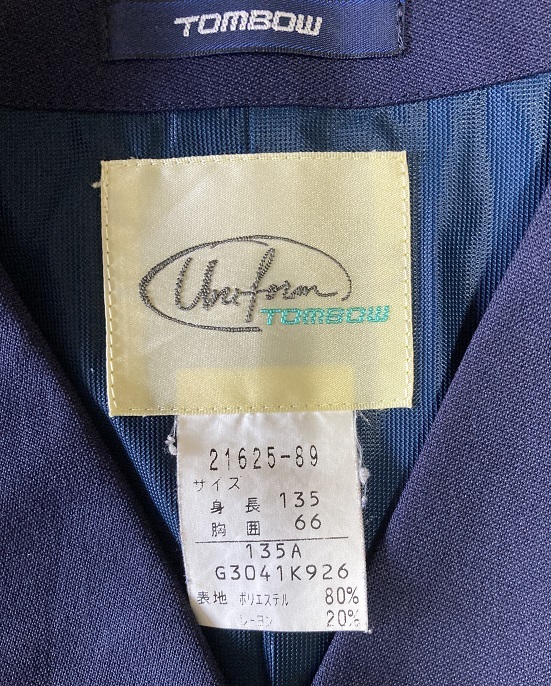 TOMBOW
Uniform
TOMBOW
21625-89
サイズ
身長 135
胸囲 66
135A
G3041K926
表地 ポリエステル 80%
レーヨン 20%